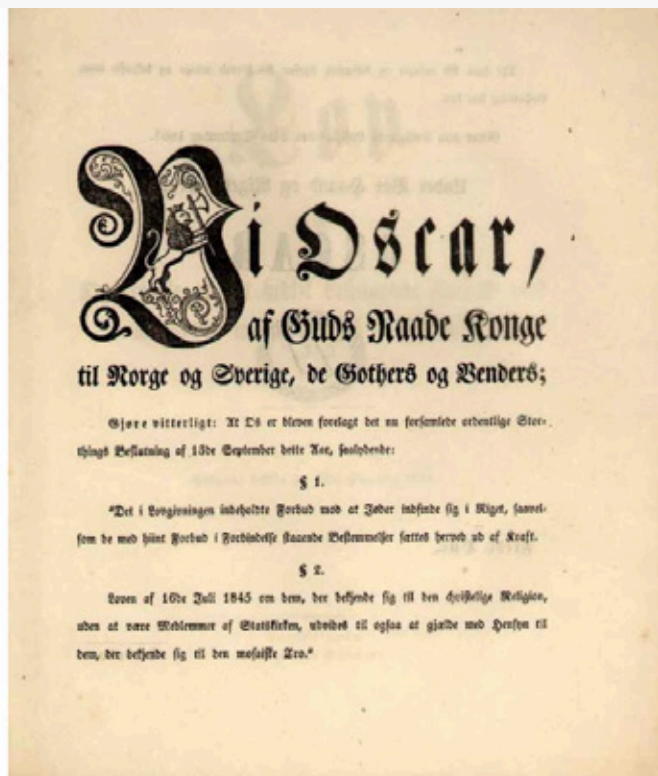 Vi Oscar,
af Guds Naade Konge
til Norge og Sverige, de Gothers og Venders;
Gjøre vitterligt: At Os er bleven forelagt det nu forsamlede ordentlige Stor-
things Beslutning af 13de September dette Aar, saalydende:
§ 1.
"Det i Lovgivningen indeholdte Forbud mod at Jøder indfinde sig i Riget, saavel-
som de med hiint Forbud i Forbindelse staaende Bestemmelser sættes herved ud af Kraft.
§ 2.
Loven af 16de Juli 1845 om dem, der bekjende sig til den christelige Religion,
uden at være Medlemmer af Statskirken, udvides til ogsaa at gjælde med Hensyn til
dem, der bekjende sig til den mosaiske Tro."